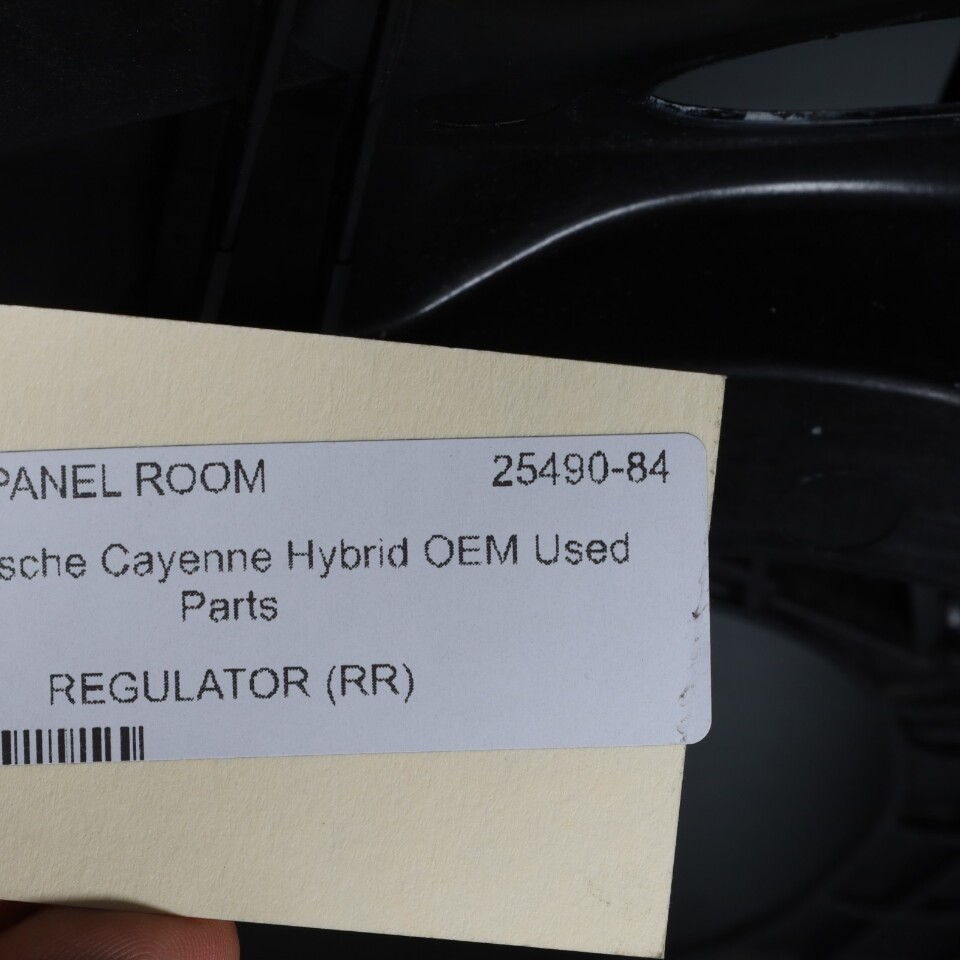 PANEL ROOM 25490-84
sche Cayenne Hybrid OEM Used
Parts
REGULATOR (RR)